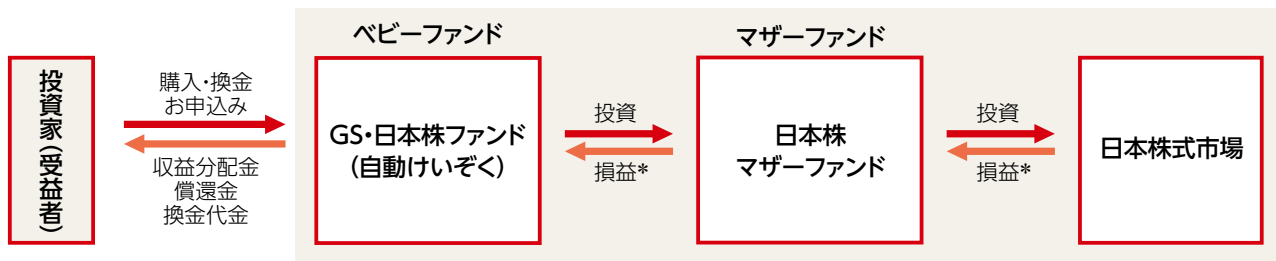 投資家（受益者）
購入・換金
お申込み
収益分配金
償還金
換金代金
ベビーファンド
GS・日本株ファンド
（自動けいぞく）
投資
損益*
マザーファンド
日本株
マザーファンド
投資
損益*
日本株式市場